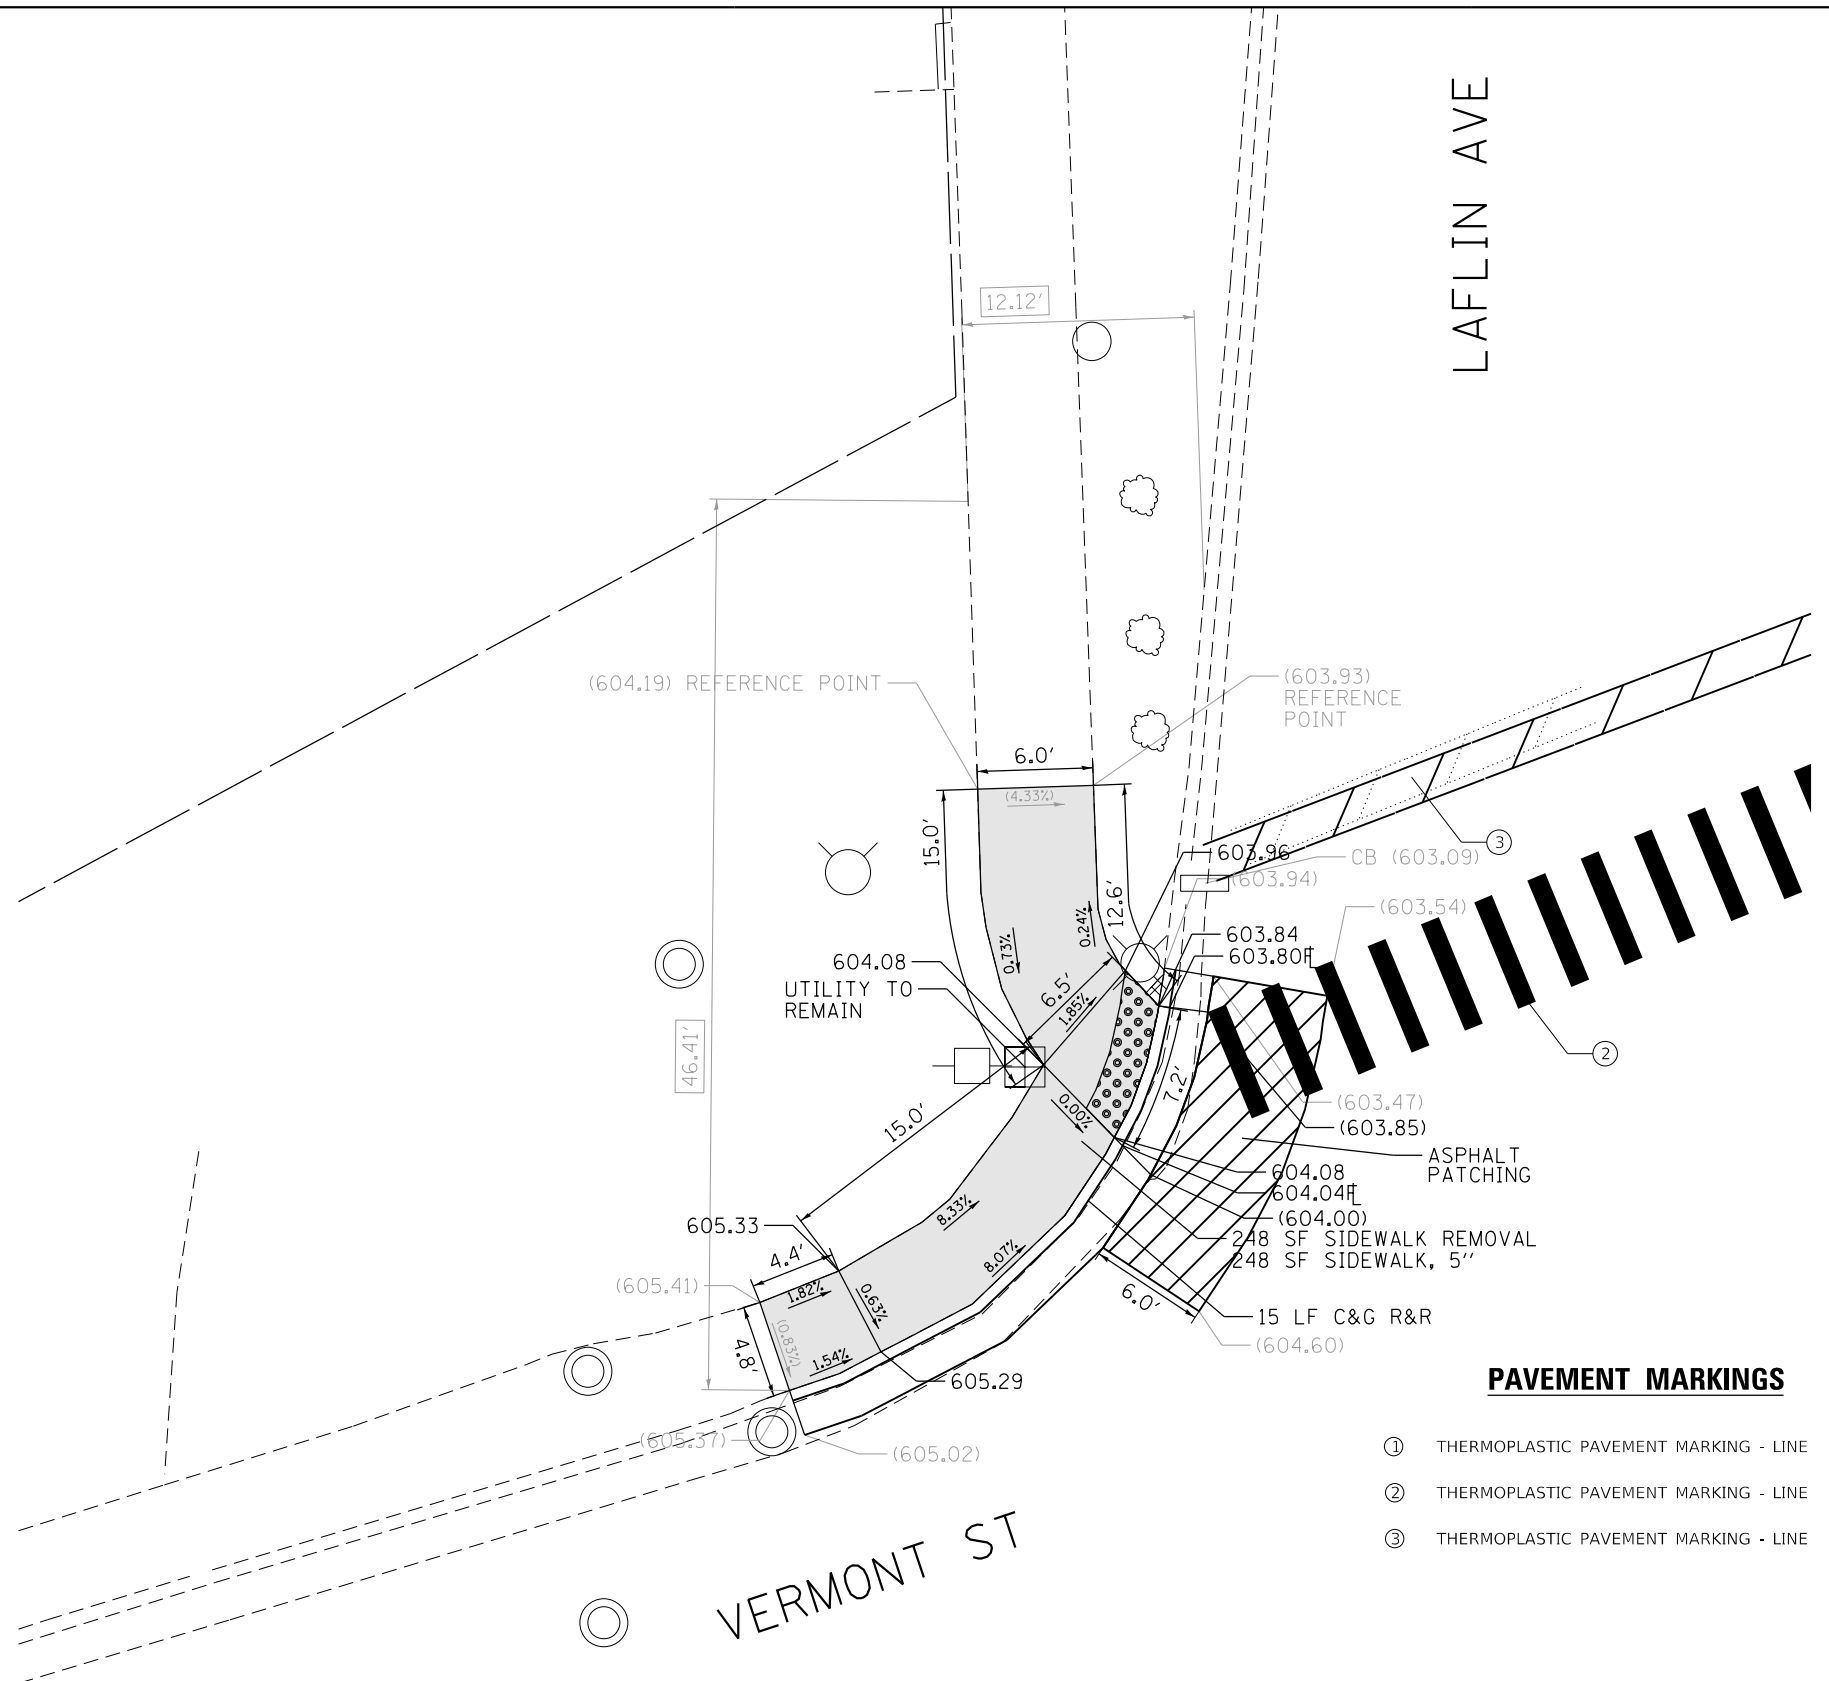 LAFLIN AVE
12.12'
(604.19) REFERENCE POINT
(603.93)
REFERENCE
POINT
6.0'
(4.33%)
15.0'
12.6'
603.96
CB (603.09)
(603.94)
3
(603.54)
0.24%
0.73%
604.08
UTILITY TO
REMAIN
603.84
603.80FL
6.5'
1.85%
2
46.41'
7.2'
0.00%
(603.47)
(603.85)
15.0'
ASPHALT
PATCHING
604.08
604.04FL
(604.00)
248 SF SIDEWALK REMOVAL
248 SF SIDEWALK, 5''
8.33%
605.33
8.07%
4.4'
(605.41)
1.82%
0.63%
6.0'
15 LF C&G R&R
(604.60)
(0.83%)
4.8'
1.54%
605.29
(605.37)
(605.02)
VERMONT ST
PAVEMENT MARKINGS
1 THERMOPLASTIC PAVEMENT MARKING - LINE
2 THERMOPLASTIC PAVEMENT MARKING - LINE
3 THERMOPLASTIC PAVEMENT MARKING - LINE